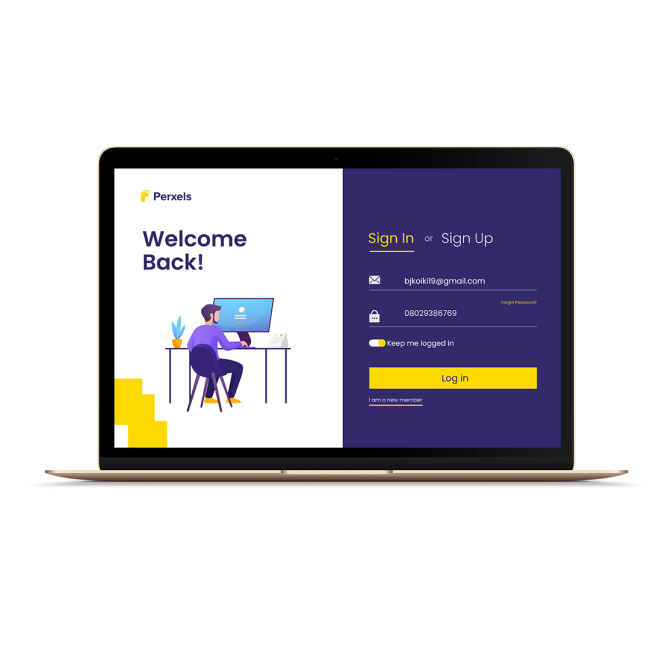 Perxels
Welcome
Back!
Sign In or Sign Up
bjkoiki19@gmail.com
Forgot Password?
08029386769
Keep me logged in
Log in
I am a new member